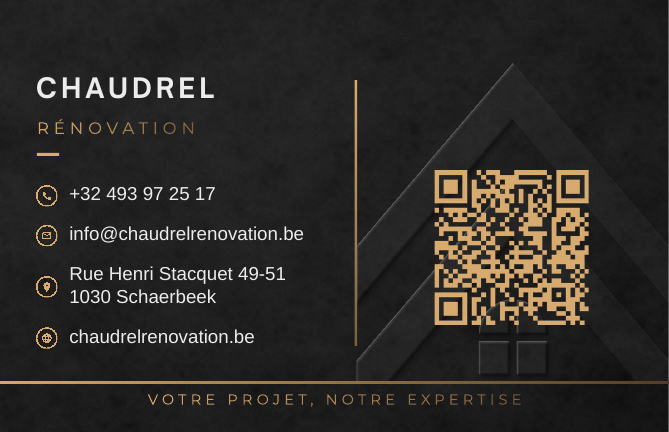 CHAUDREL
RÉNOVATION
+32 493 97 25 17
info@chaudrelrenovation.be
Rue Henri Stacquet 49-51
1030 Schaerbeek
chaudrelrenovation.be
VOTRE PROJET, NOTRE EXPERTISE